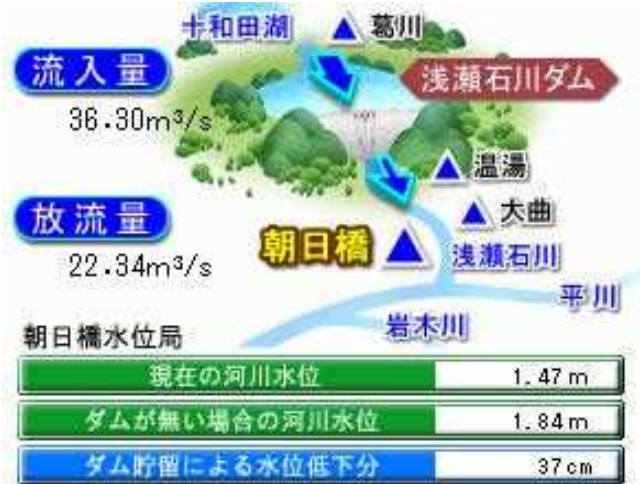 十和田湖
葛川
流入量
浅瀬石川ダム
36.30m³/s
温湯
放流量
大曲
朝日橋
浅瀬石川
22.34m³/s
平川
岩木川
朝日橋水位局
現在の河川水位 1.47m
ダムが無い場合の河川水位 1.84m
ダム貯留による水位低下分 37cm